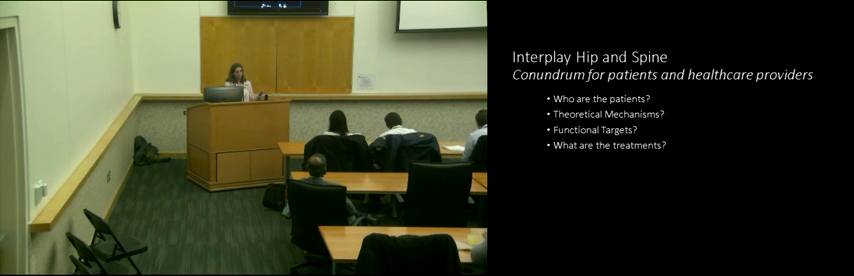 Interplay Hip and Spine
Conundrum for patients and healthcare providers
• Who are the patients?
• Theoretical Mechanisms?
• Functional Targets?
• What are the treatments?